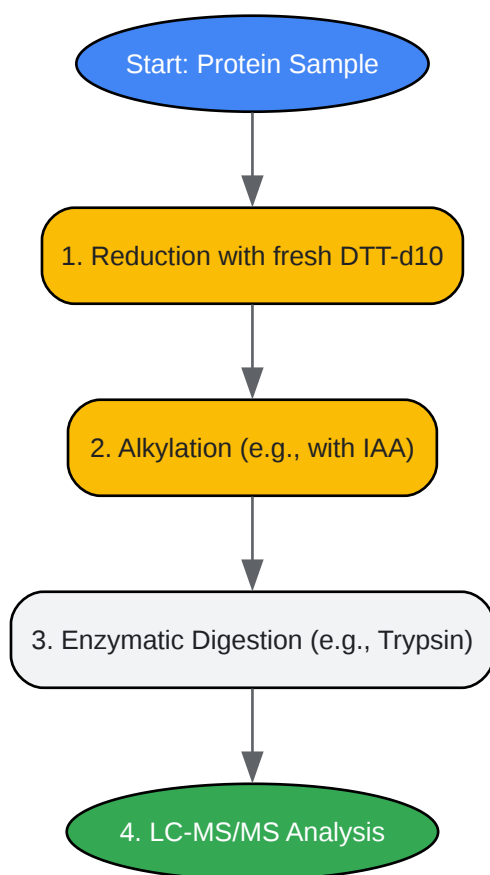 Start: Protein Sample
1. Reduction with fresh DTT-d10
2. Alkylation (e.g., with IAA)
3. Enzymatic Digestion (e.g., Trypsin)
4. LC-MS/MS Analysis